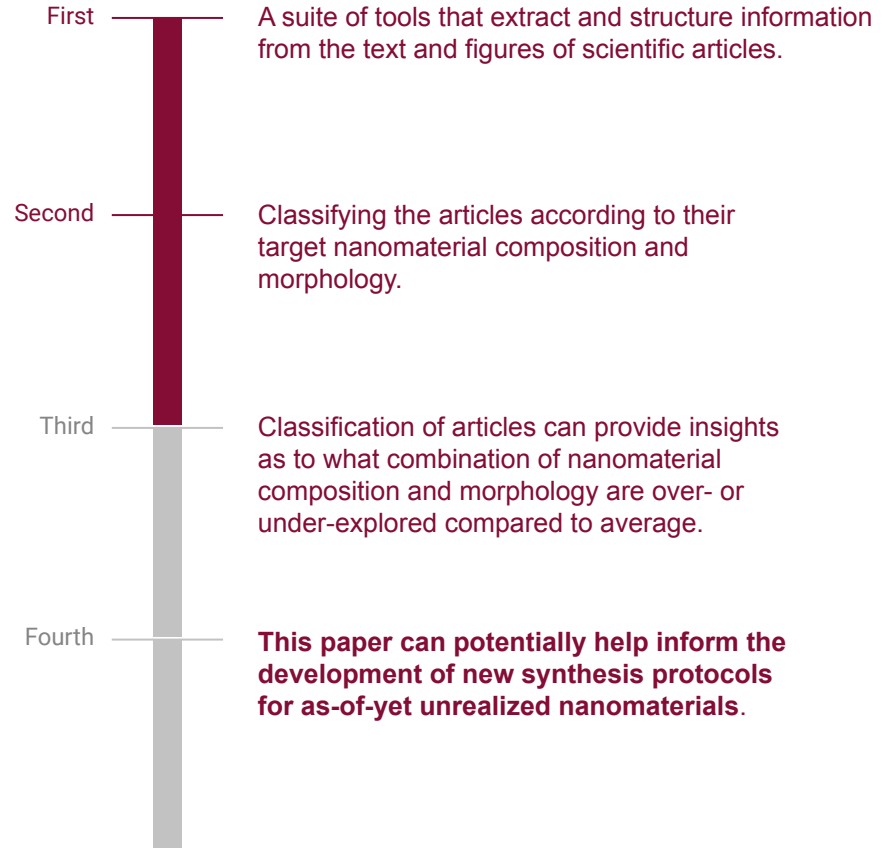 First
A suite of tools that extract and structure information
from the text and figures of scientific articles.
Second
Classifying the articles according to their
target nanomaterial composition and
morphology.
Third
Classification of articles can provide insights
as to what combination of nanomaterial
composition and morphology are over- or
under-explored compared to average.
Fourth
This paper can potentially help inform the
development of new synthesis protocols
for as-of-yet unrealized nanomaterials.